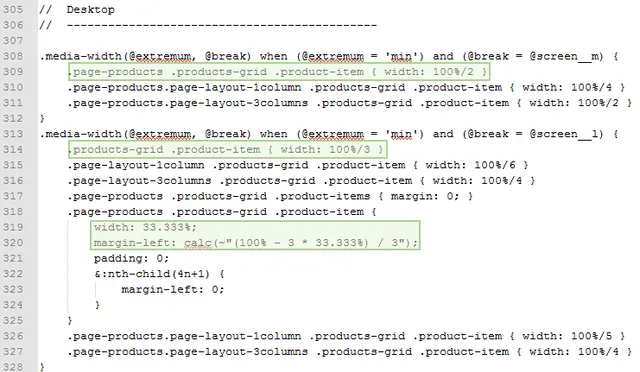 305 //  Desktop
306 //  ---------------------------------------------
307
308 .media-width(@extremum, @break) when (@extremum = 'min') and (@break = @screen__m) {
309     .page-products .products-grid .product-item { width: 100%/2 }
310     .page-products.page-layout-1column .products-grid .product-item { width: 100%/4 }
311     .page-products.page-layout-3columns .products-grid .product-item { width: 100%/2 }
312 }
313 .media-width(@extremum, @break) when (@extremum = 'min') and (@break = @screen__l) {
314     .products-grid .product-item { width: 100%/3 }
315     .page-layout-1column .products-grid .product-item { width: 100%/6 }
316     .page-layout-3columns .products-grid .product-item { width: 100%/4 }
317     .page-products .products-grid .product-items { margin: 0; }
318     .page-products .products-grid .product-item {
319         width: 33.333%;
320         margin-left: calc(~"(100% - 3 * 33.333%) / 3");
321         padding: 0;
322         &:nth-child(4n+1) {
323             margin-left: 0;
324         }
325     }
326     .page-products.page-layout-1column .products-grid .product-item { width: 100%/5 }
327     .page-products.page-layout-3columns .products-grid .product-item { width: 100%/4 }
328 }